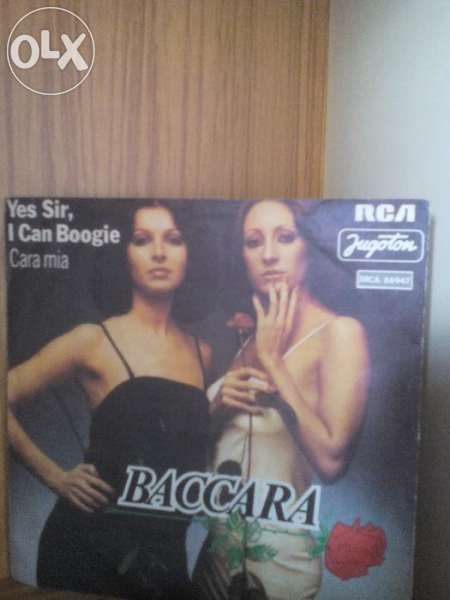 OLX
Yes Sir,
I Can Boogie
Cara mia
RCA
Jugoton
BACCARA